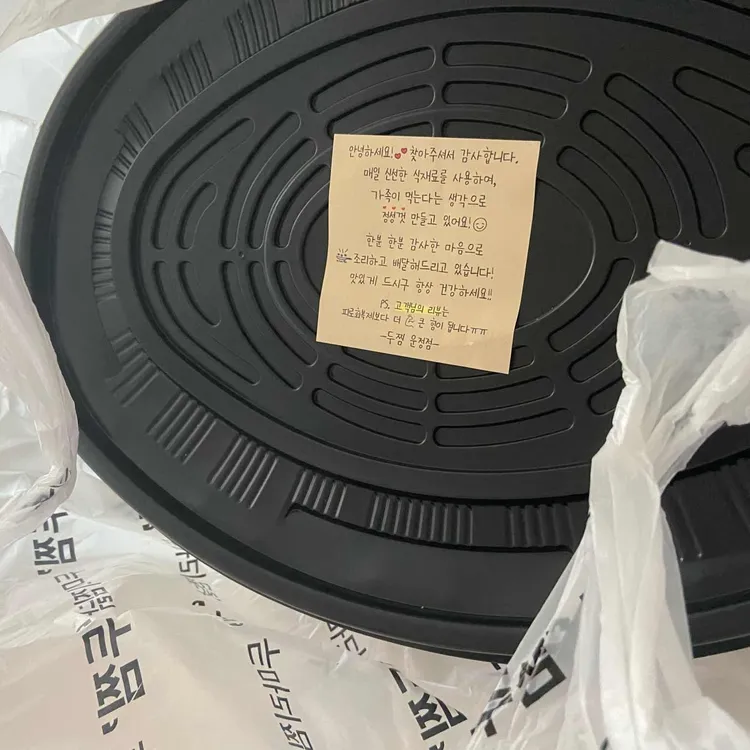 안녕하세요! 찾아주셔서 감사합니다.
매일 신선한 식재료를 사용하여,
가족이 먹는다는 생각으로
정성껏 만들고 있어요!
한분 한분 감사한 마음으로
조리하고 배달해드리고 있습니다!
맛있게 드시구 항상 건강하세요!!
PS. 고객님의 리뷰는
피로회복제보다 더 큰 힘이 됩니다ㅠㅠ
-두찜 운정점-